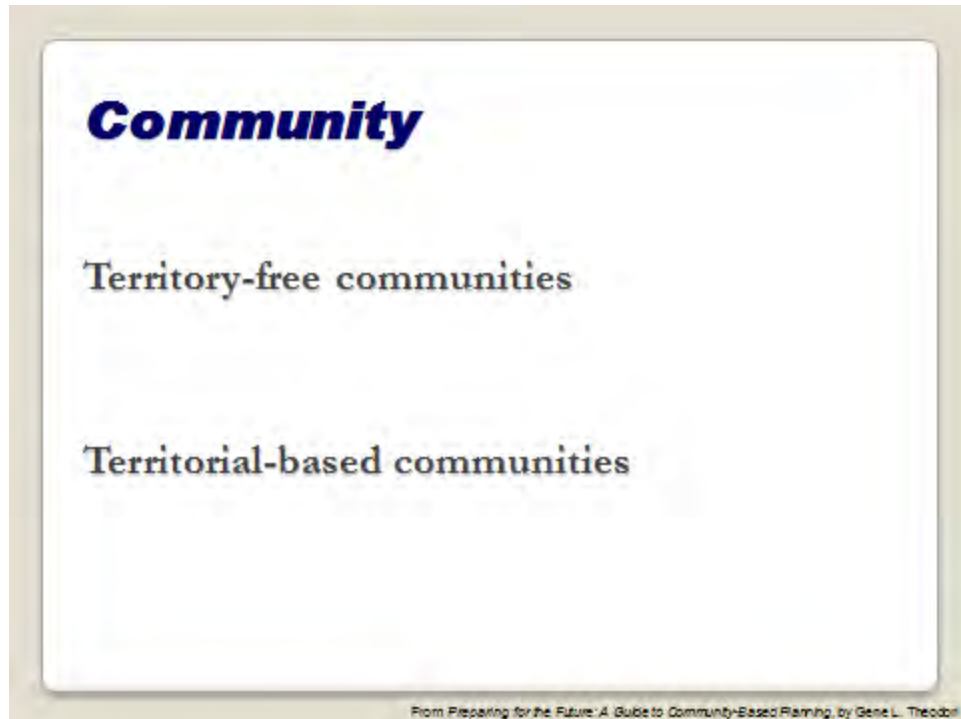 Community
Territory-free communities
Territorial-based communities
From Preparing for the Future: A Guide to Community-Based Planning, by Gene L. Theodori